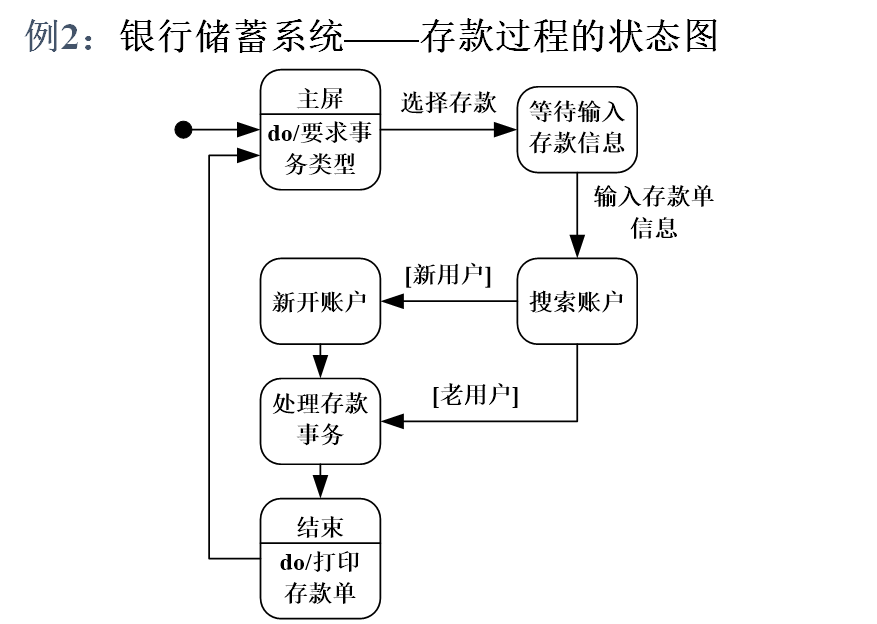 例2：银行储蓄系统——存款过程的状态图
主屏
do/要求事
务类型
选择存款
等待输入
存款信息
输入存款单
信息
新开账户
[新用户]
搜索账户
处理存款
事务
[老用户]
结束
do/打印
存款单